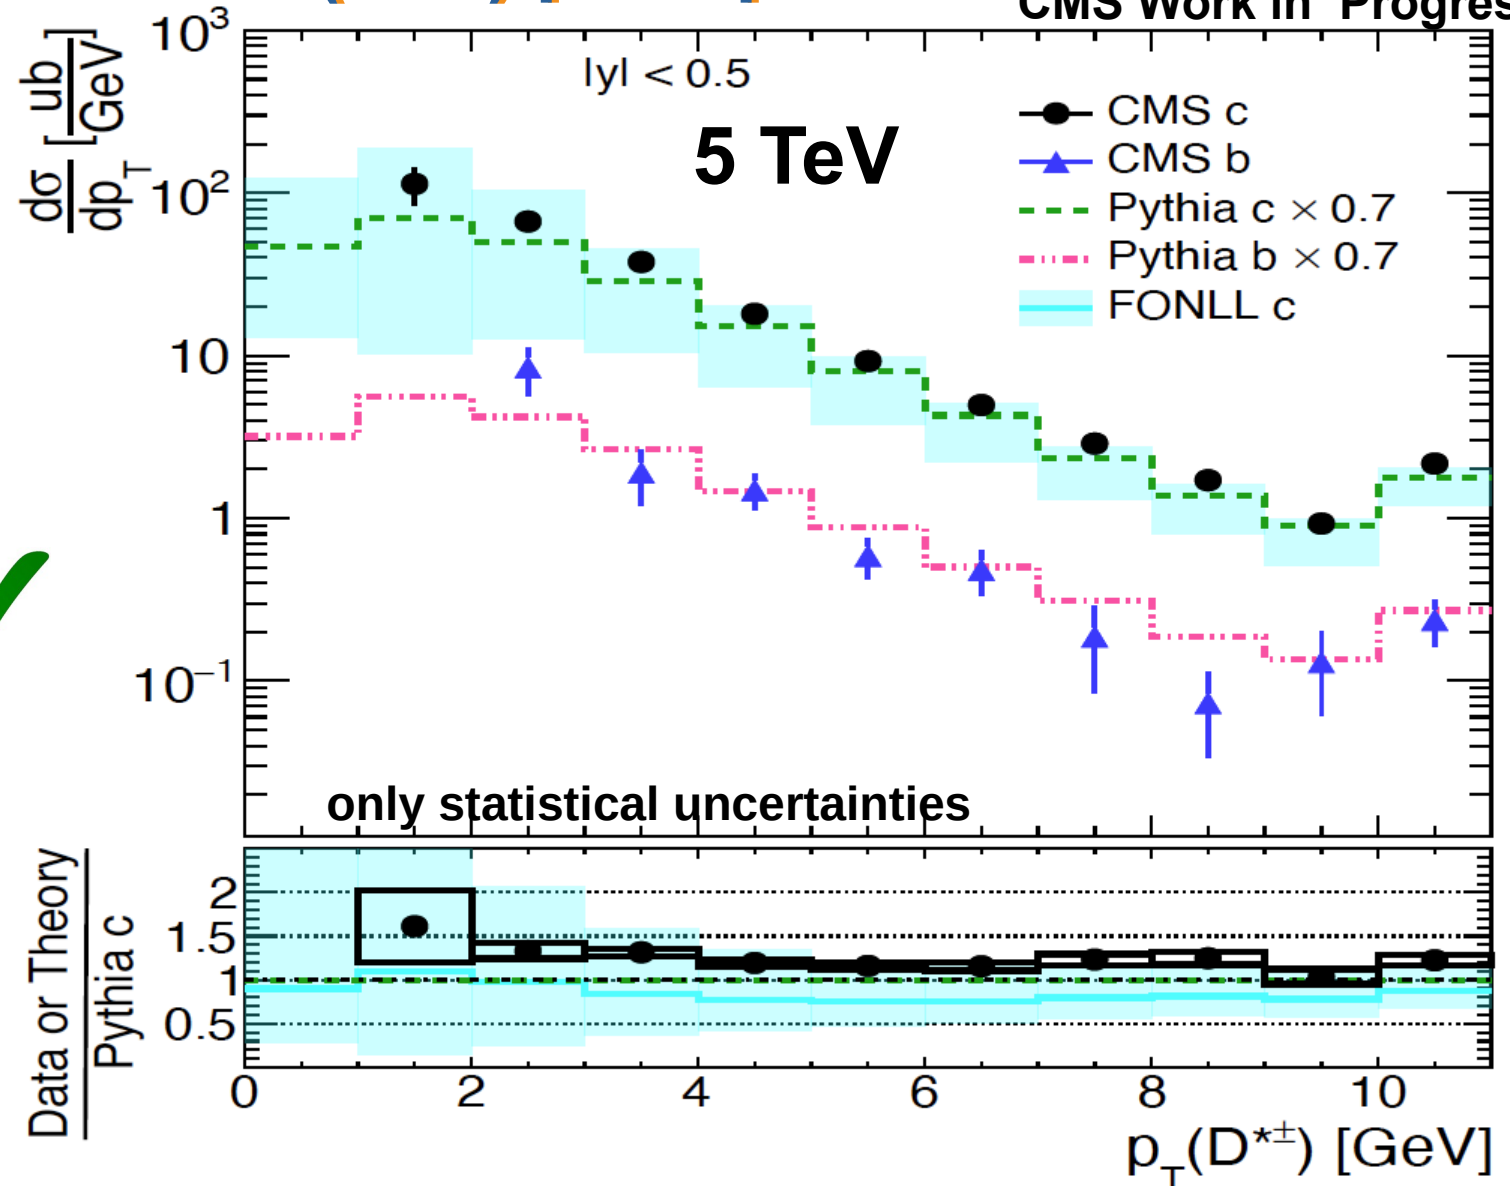 CMS Work in Progres
10³
dσ/dp_T [ub/GeV]
|y| < 0.5
5 TeV
CMS c
CMS b
Pythia c × 0.7
Pythia b × 0.7
FONLL c
10²
10
1
10⁻¹
only statistical uncertainties
Data or Theory
Pythia c
2
1.5
1
0.5
0 2 4 6 8 10
p_T(D*±) [GeV]